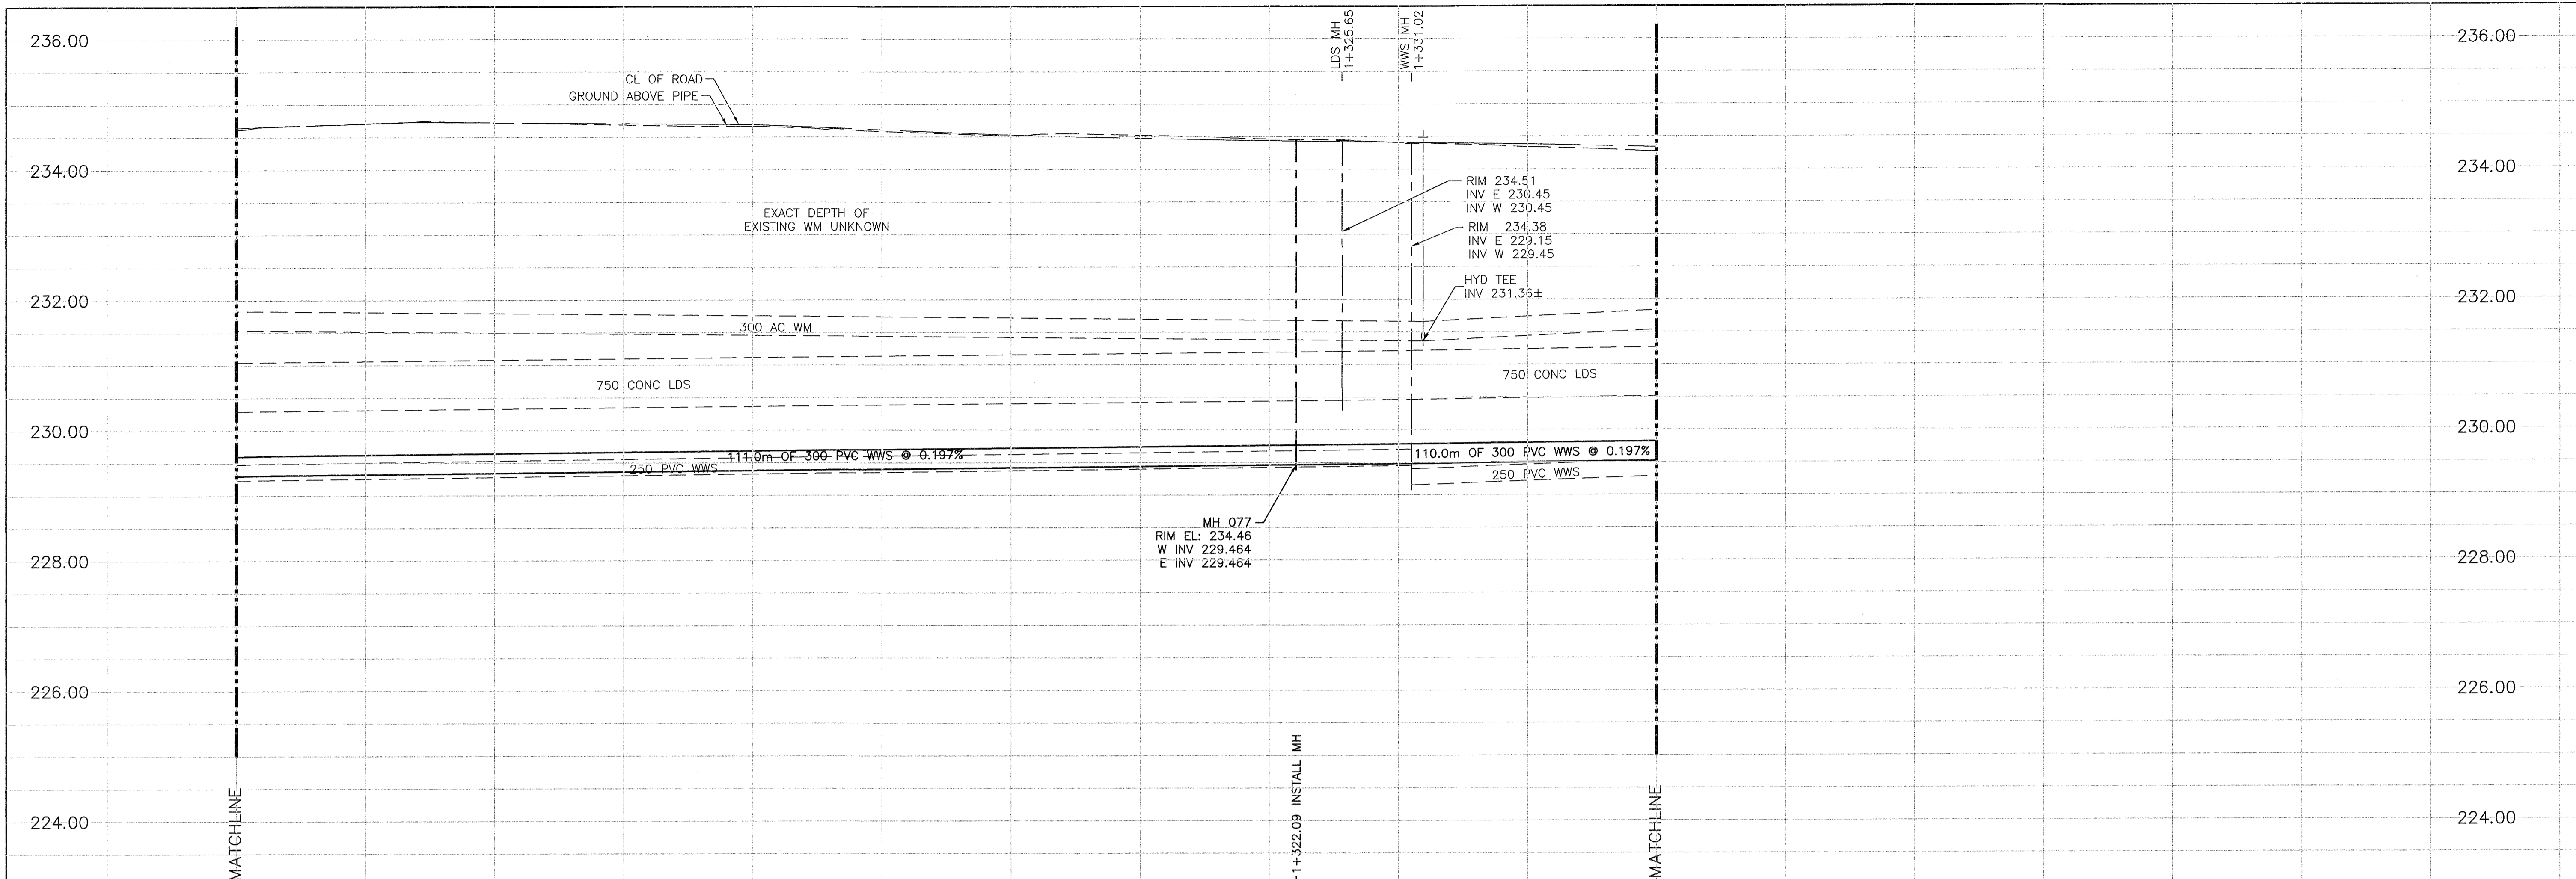 LDS MH
1+325.65
WWS MH
1+331.02
236.00
236.00
CL OF ROAD
GROUND ABOVE PIPE
234.00
234.00
RIM 234.51
INV E 230.45
INV W 230.45
EXACT DEPTH OF
EXISTING WM UNKNOWN
RIM 234.38
INV E 229.15
INV W 229.45
HYD TEE
INV 231.36±
232.00
232.00
300 AC WM
750 CONC LDS
750 CONC LDS
230.00
230.00
111.0m OF 300 PVC WWS @ 0.197%
110.0m OF 300 PVC WWS @ 0.197%
250 PVC WWS
250 PVC WWS
MH 077
RIM EL: 234.46
W INV 229.464
E INV 229.464
228.00
228.00
226.00
226.00
224.00
224.00
MATCHLINE
1+322.09 INSTALL MH
MATCHLINE